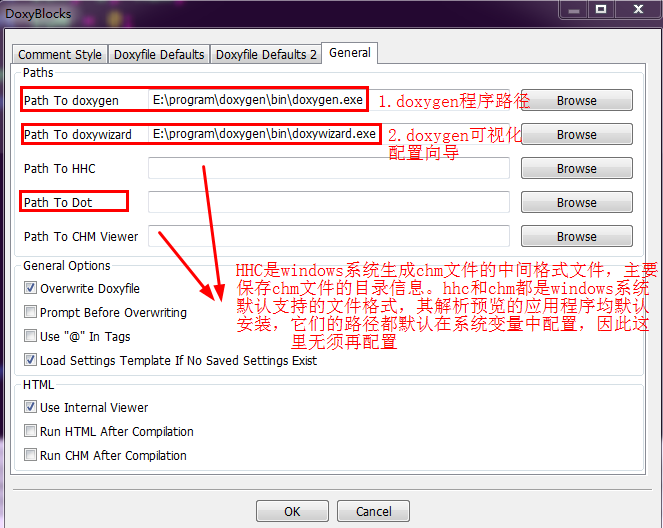 DoxyBlocks
Comment Style
Doxyfile Defaults
Doxyfile Defaults 2
General
Paths
Path To doxygen
E:\program\doxygen\bin\doxygen.exe
1.doxygen程序路径
Browse
Path To doxywizard
E:\program\doxygen\bin\doxywizard.exe
2.doxygen可视化
配置向导
Browse
Path To HHC
Browse
Path To Dot
Browse
Path To CHM Viewer
Browse
General Options
HHC是windows系统生成chm文件的中间格式文件，主要
保存chm文件的目录信息。hhc和chm都是windows系统
默认支持的文件格式，其解析预览的应用程序均默认
安装，它们的路径都默认在系统变量中配置，因此这
里无须再配置
Overwrite Doxyfile
Prompt Before Overwriting
Use "@" In Tags
Load Settings Template If No Saved Settings Exist
HTML
Use Internal Viewer
Run HTML After Compilation
Run CHM After Compilation
OK
Cancel